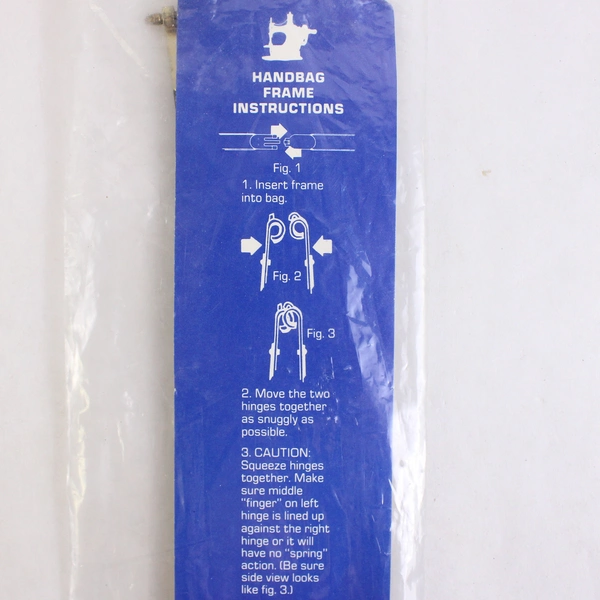 HANDBAG
FRAME
INSTRUCTIONS
Fig. 1
1. Insert frame
into bag.
Fig. 2
Fig. 3
2. Move the two
hinges together
as snuggly as
possible.
3. CAUTION:
Squeeze hinges
together. Make
sure middle
"finger" on left
hinge is lined up
against the right
hinge or it will
have no "spring"
action. (Be sure
side view looks
like fig. 3.)